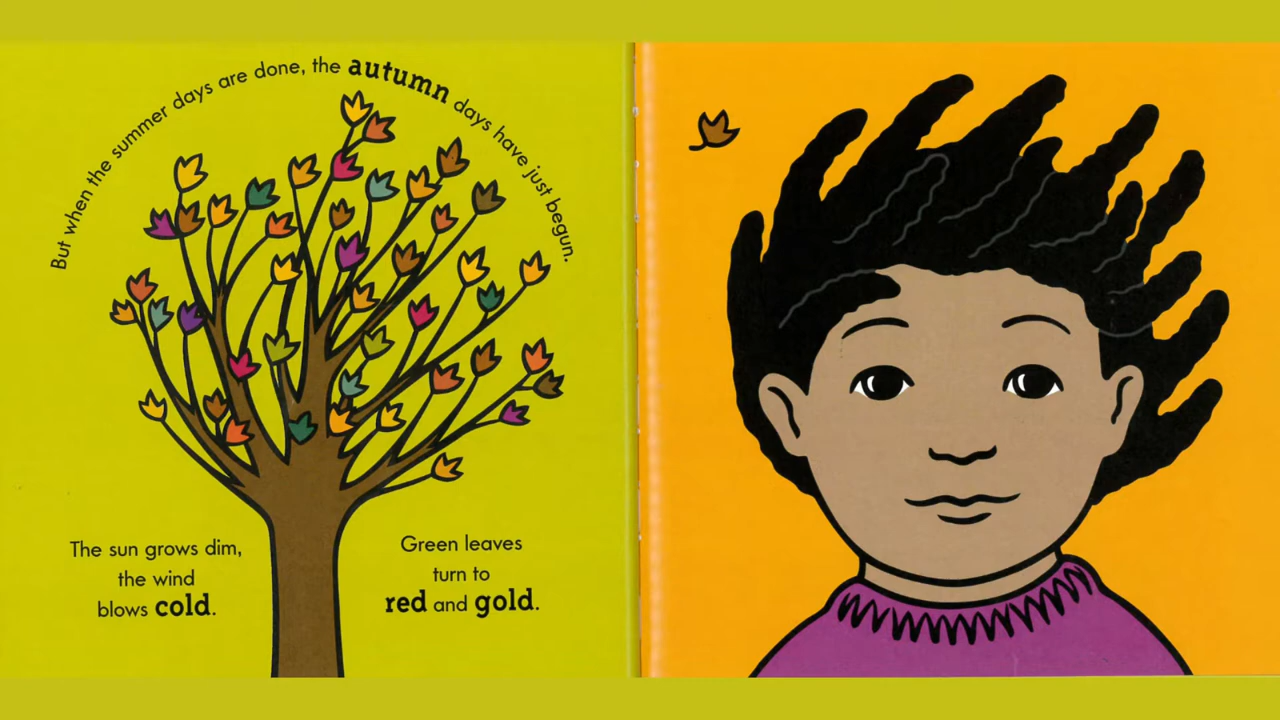 But when the summer days are done, the autumn days have just begun.
The sun grows dim,
the wind
blows cold.
Green leaves
turn to
red and gold.